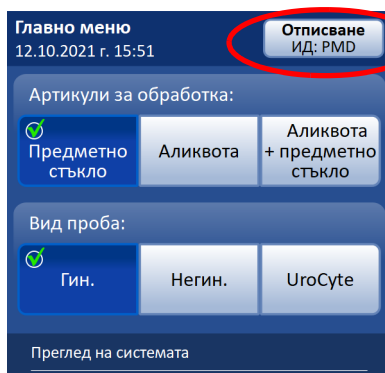 Главно меню
12.10.2021 г. 15:51
Отписване
ИД: PMD
Артикули за обработка:
Предметно
стъкло
Аликвота
Аликвота
+ предметно
стъкло
Вид проба:
Гин.
Негин.
UroCyte
Преглед на системата